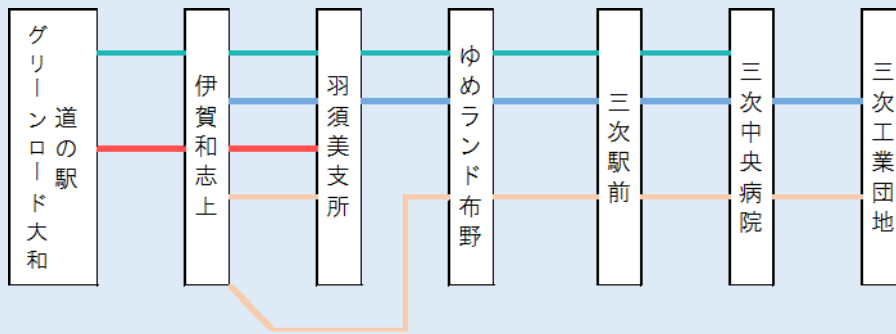 道の駅
グリーンロード大和
伊賀和志上
羽須美支所
ゆめランド布野
三次駅前
三次中央病院
三次工業団地